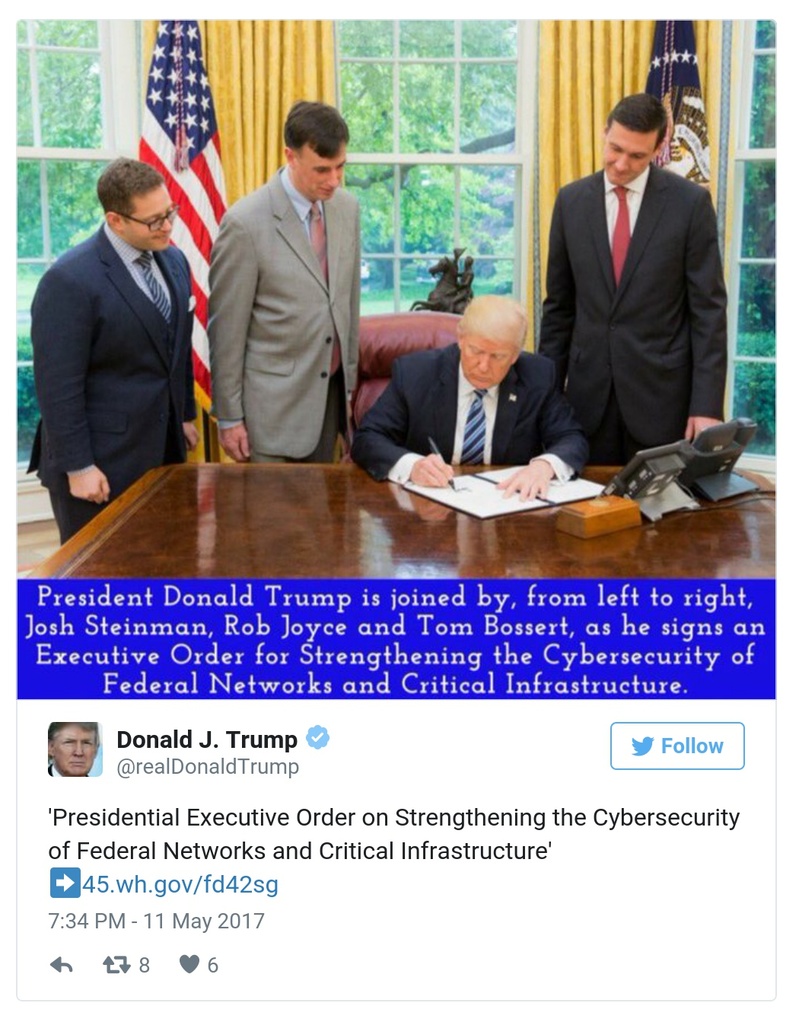 President Donald Trump is joined by, from left to right,
Josh Steinman, Rob Joyce and Tom Bossert, as he signs an
Executive Order for Strengthening the Cybersecurity of
Federal Networks and Critical Infrastructure.
Donald J. Trump
@realDonaldTrump
Follow
'Presidential Executive Order on Strengthening the Cybersecurity
of Federal Networks and Critical Infrastructure'
➡45.wh.gov/fd42sg
7:34 PM - 11 May 2017
8 6